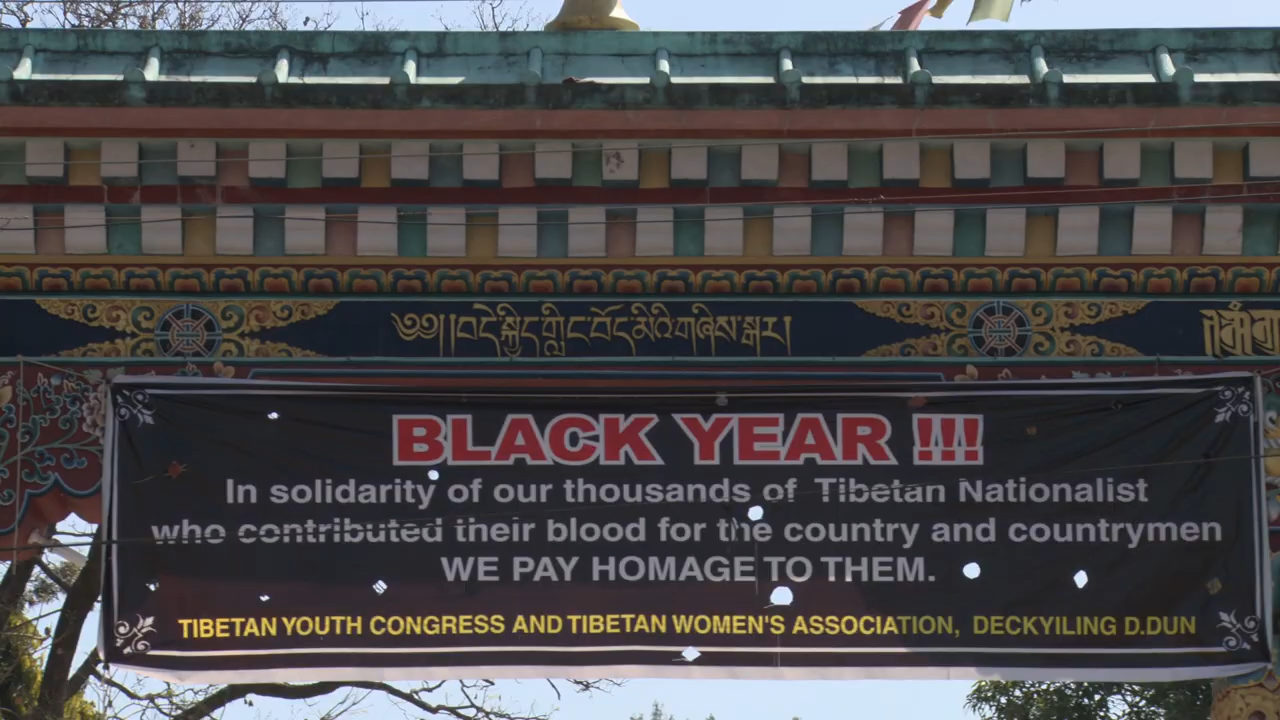 ༄༅།།བདེ་སྐྱིད་གླིང་བོད་མིའི་གཞིས་སྒར།
BLACK YEAR !!!
In solidarity of our thousands of Tibetan Nationalist
who contributed their blood for the country and countrymen
WE PAY HOMAGE TO THEM.
TIBETAN YOUTH CONGRESS AND TIBETAN WOMEN'S ASSOCIATION, DECKYILING D.DUN